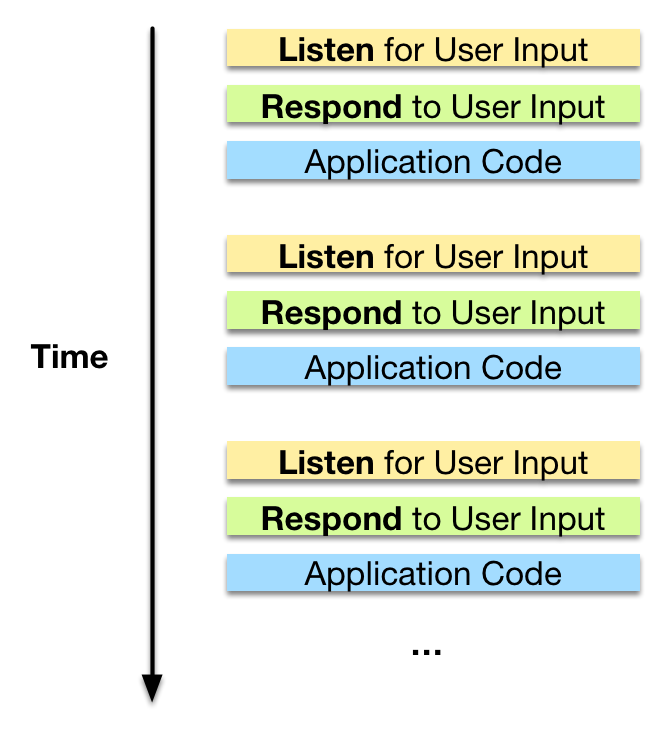 Listen for User Input
Respond to User Input
Application Code
Listen for User Input
Respond to User Input
Time
Application Code
Listen for User Input
Respond to User Input
Application Code
...